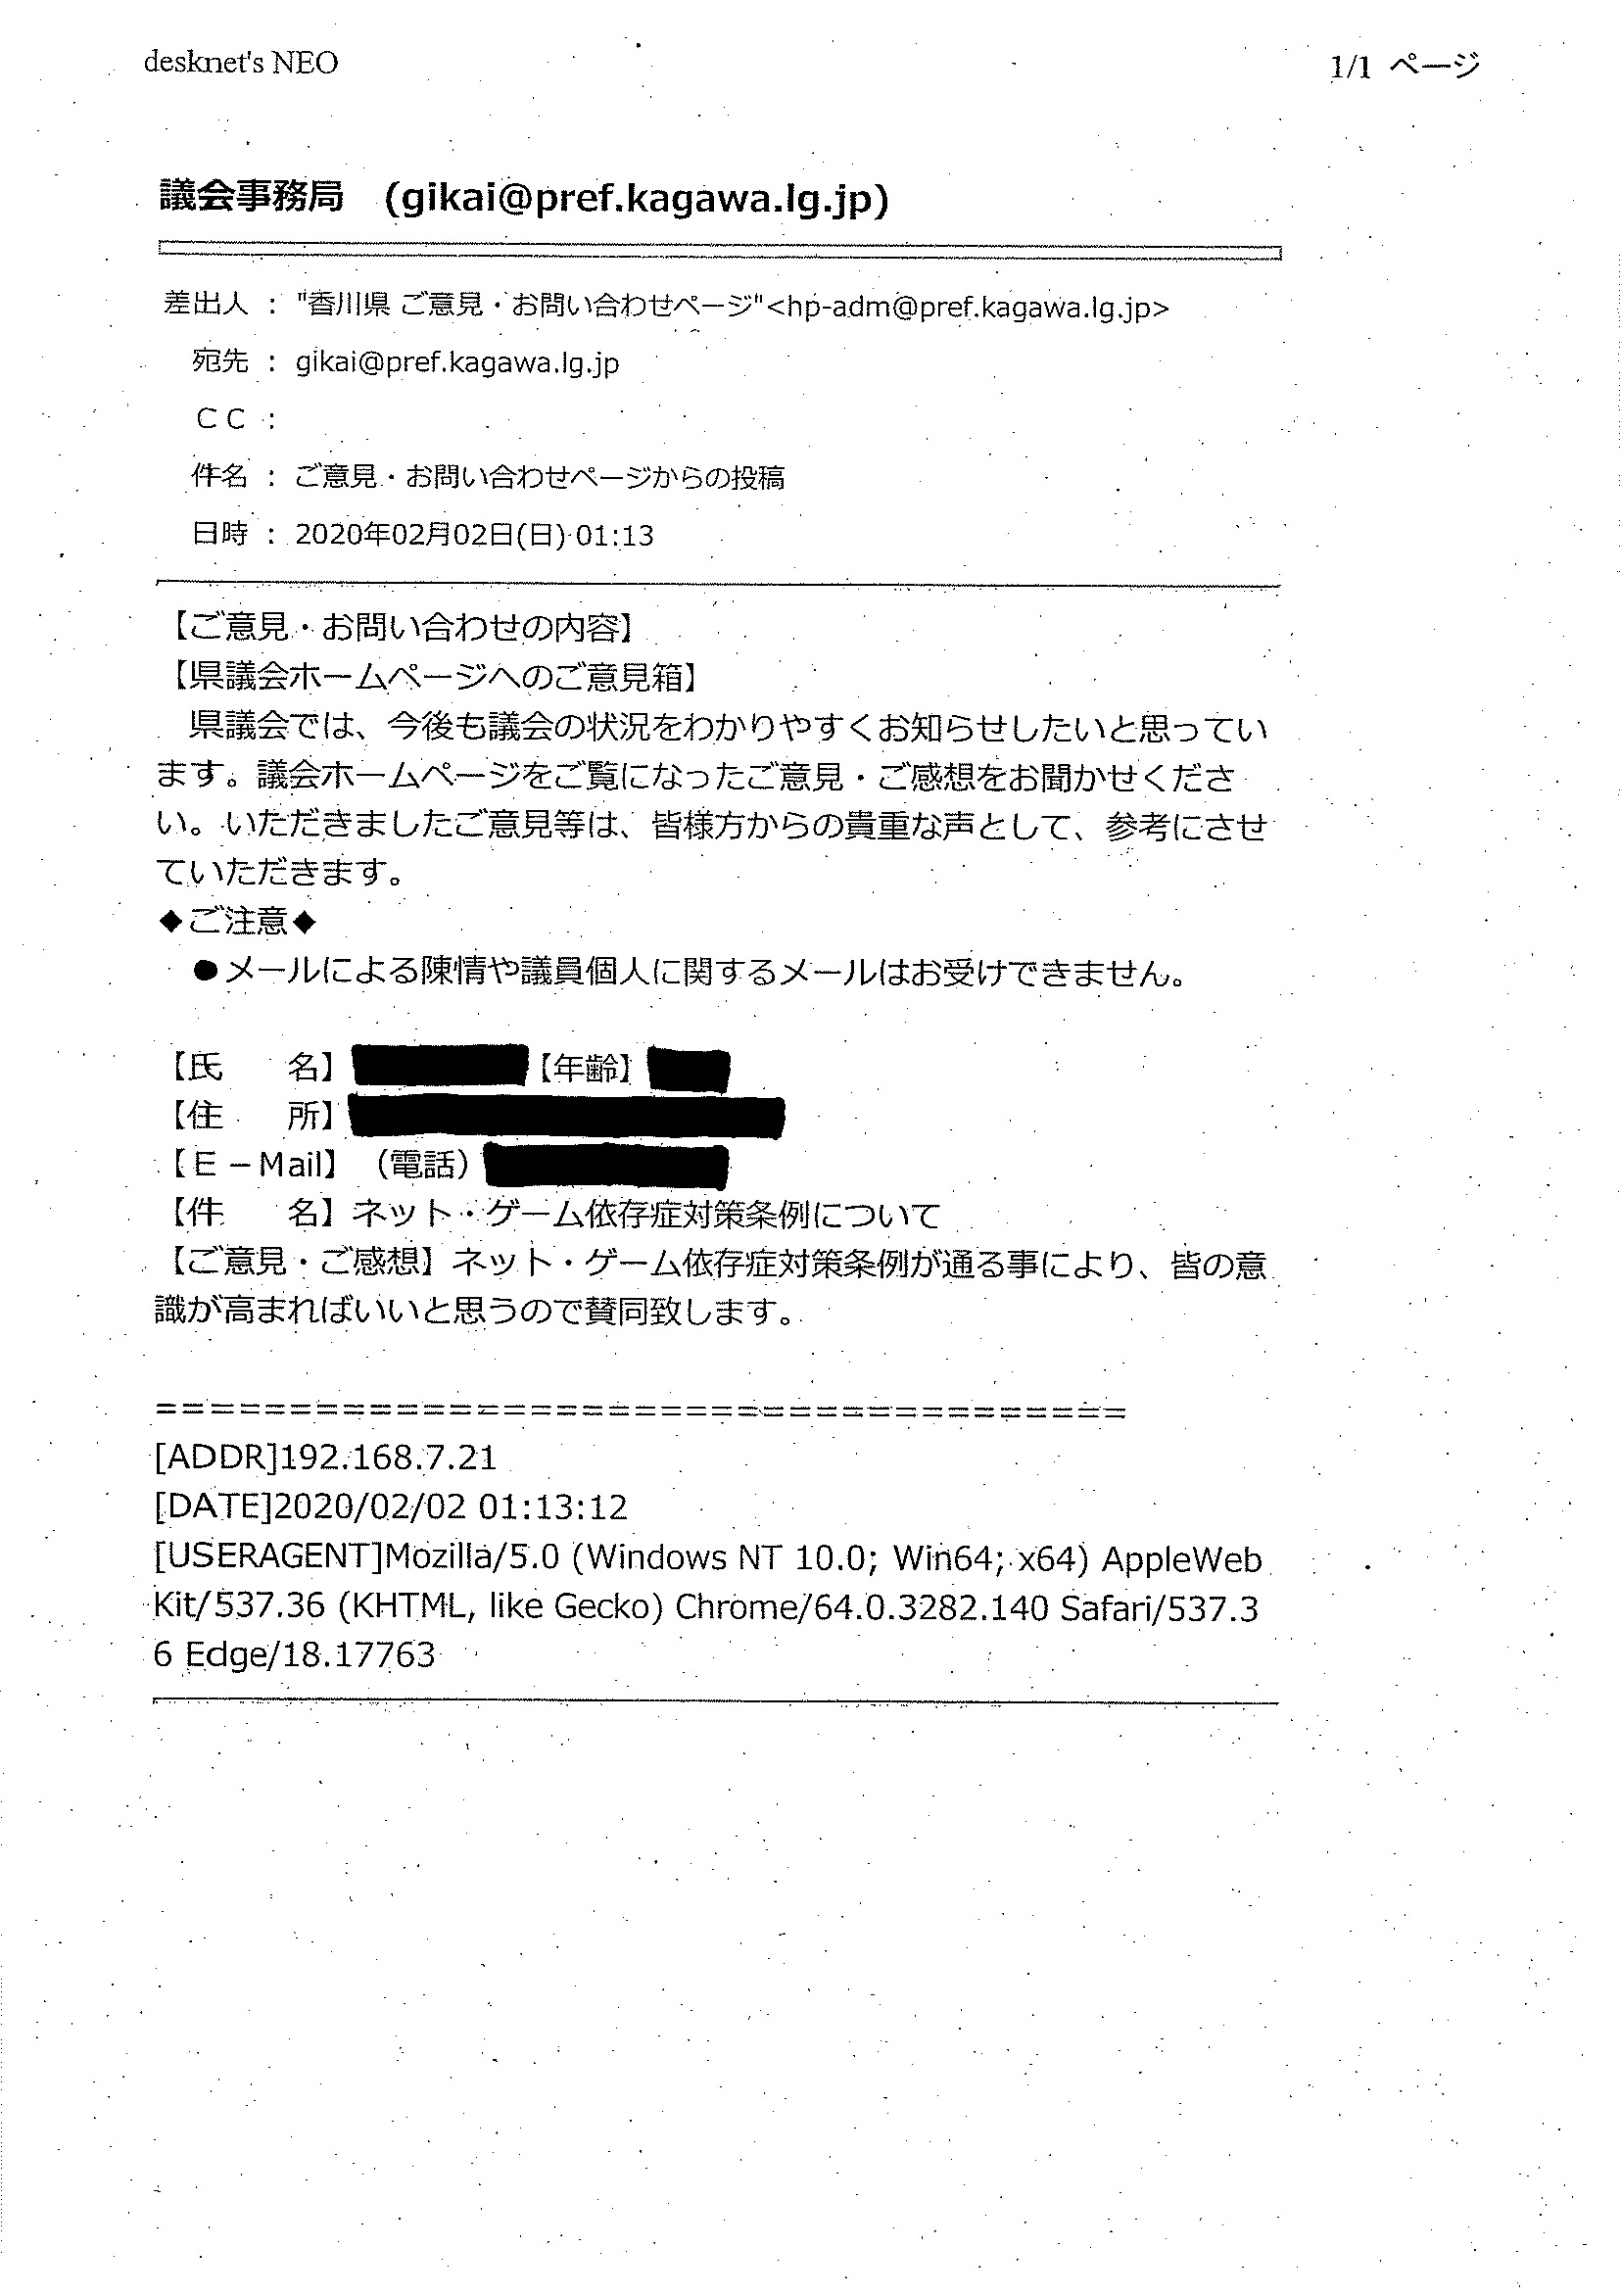 desknet's NEO
1/1 ページ
議会事務局　(gikai@pref.kagawa.lg.jp)
差出人 : "香川県 ご意見・お問い合わせページ"<hp-adm@pref.kagawa.lg.jp>
宛先 : gikai@pref.kagawa.lg.jp
ＣＣ :
件名 : ご意見・お問い合わせページからの投稿
日時 : 2020年02月02日(日) 01:13
【ご意見・お問い合わせの内容】
【県議会ホームページへのご意見箱】
　県議会では、今後も議会の状況をわかりやすくお知らせしたいと思ってい
ます。議会ホームページをご覧になったご意見・ご感想をお聞かせくださ
い。いただきましたご意見等は、皆様方からの貴重な声として、参考にさせ
ていただきます。
◆ご注意◆
　●メールによる陳情や議員個人に関するメールはお受けできません。
【氏　　名】【年齢】
【住　　所】
【Ｅ－Mail】（電話）
【件　　名】ネット・ゲーム依存症対策条例について
【ご意見・ご感想】ネット・ゲーム依存症対策条例が通る事により、皆の意
識が高まればいいと思うので賛同致します。
=====================================
[ADDR]192.168.7.21
[DATE]2020/02/02 01:13:12
[USERAGENT]Mozilla/5.0 (Windows NT 10.0; Win64; x64) AppleWeb
Kit/537.36 (KHTML, like Gecko) Chrome/64.0.3282.140 Safari/537.3
6 Edge/18.17763